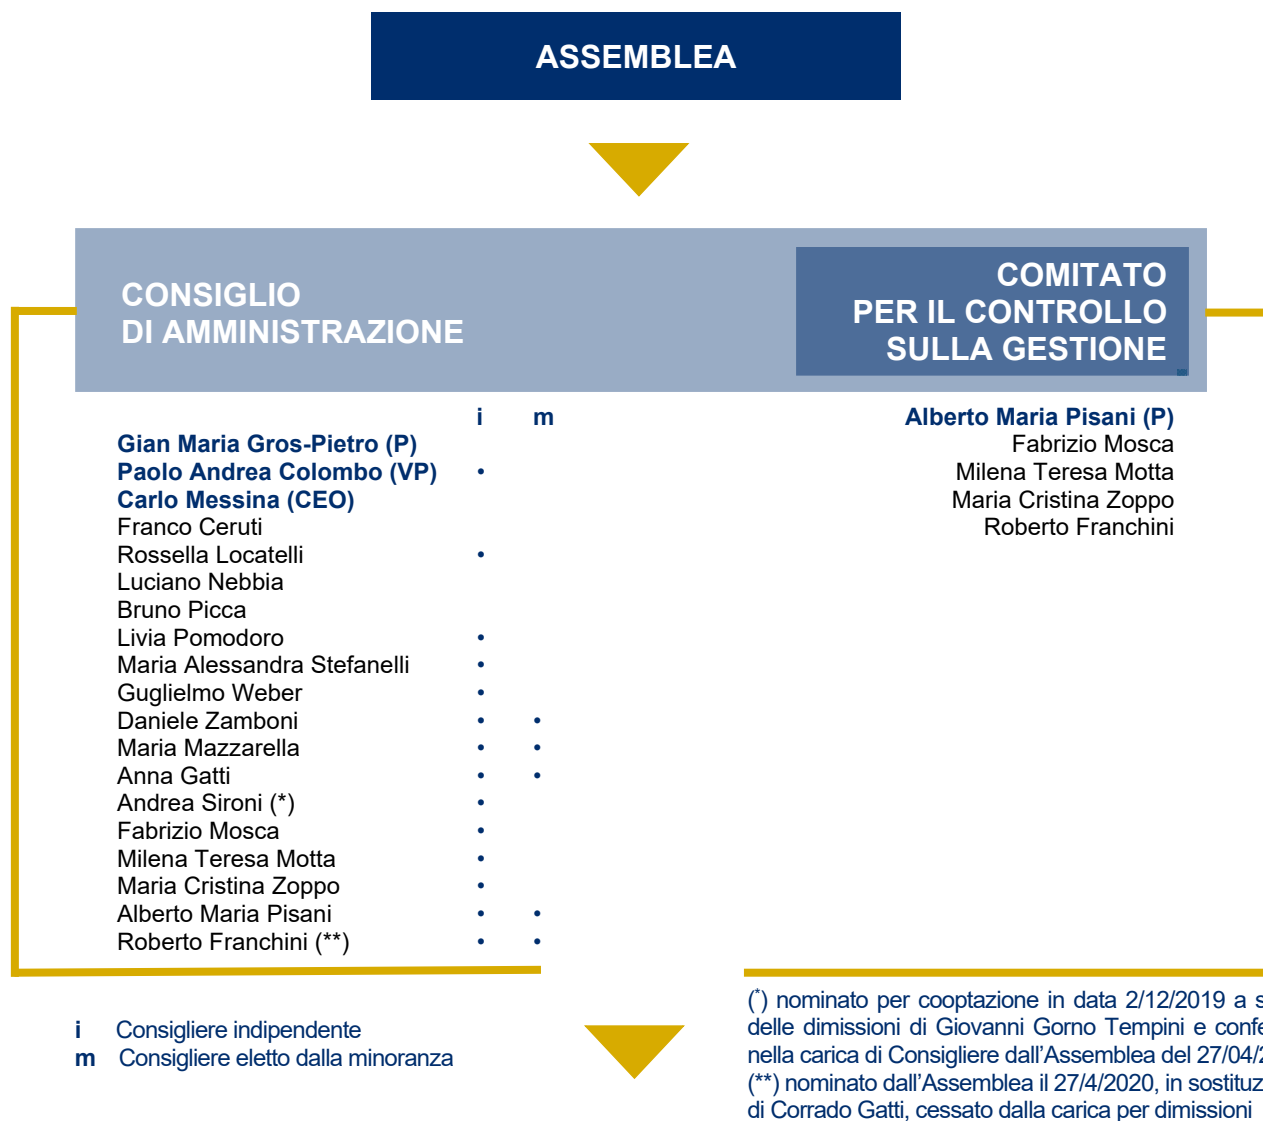 ASSEMBLEA
CONSIGLIO
DI AMMINISTRAZIONE
COMITATO
PER IL CONTROLLO
SULLA GESTIONE
i m
Gian Maria Gros-Pietro (P)
Paolo Andrea Colombo (VP) •
Carlo Messina (CEO)
Franco Ceruti
Rossella Locatelli •
Luciano Nebbia
Bruno Picca
Livia Pomodoro •
Maria Alessandra Stefanelli •
Guglielmo Weber •
Daniele Zamboni • •
Maria Mazzarella • •
Anna Gatti • •
Andrea Sironi (*) •
Fabrizio Mosca •
Milena Teresa Motta •
Maria Cristina Zoppo •
Alberto Maria Pisani • •
Roberto Franchini (**) • •
Alberto Maria Pisani (P)
Fabrizio Mosca
Milena Teresa Motta
Maria Cristina Zoppo
Roberto Franchini
i Consigliere indipendente
m Consigliere eletto dalla minoranza
(*) nominato per cooptazione in data 2/12/2019 a
delle dimissioni di Giovanni Gorno Tempini e
nella carica di Consigliere dall'Assemblea del
(**) nominato dall'Assemblea il 27/4/2020, in
di Corrado Gatti, cessato dalla carica per dimissioni